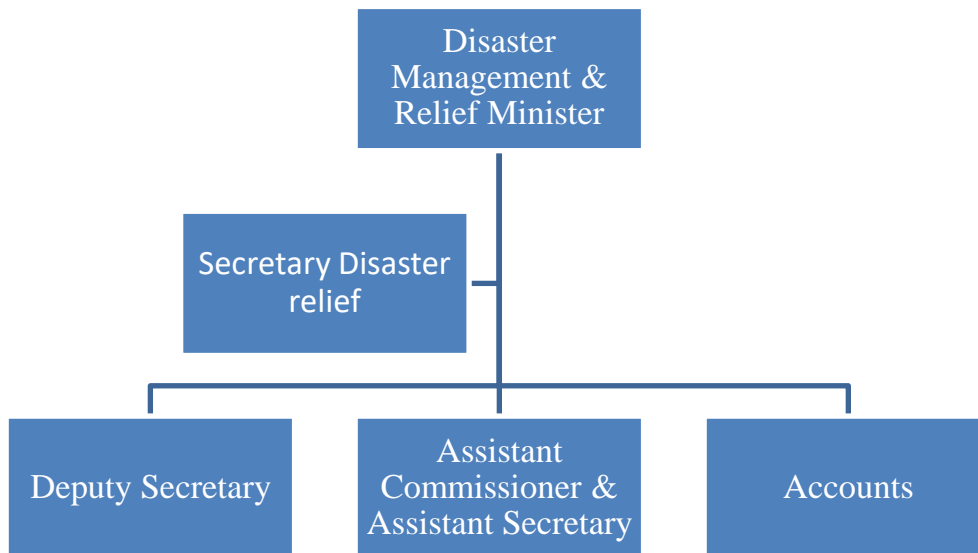 Disaster
Management &
Relief Minister
Secretary Disaster
relief
Deputy Secretary
Assistant
Commissioner &
Assistant Secretary
Accounts